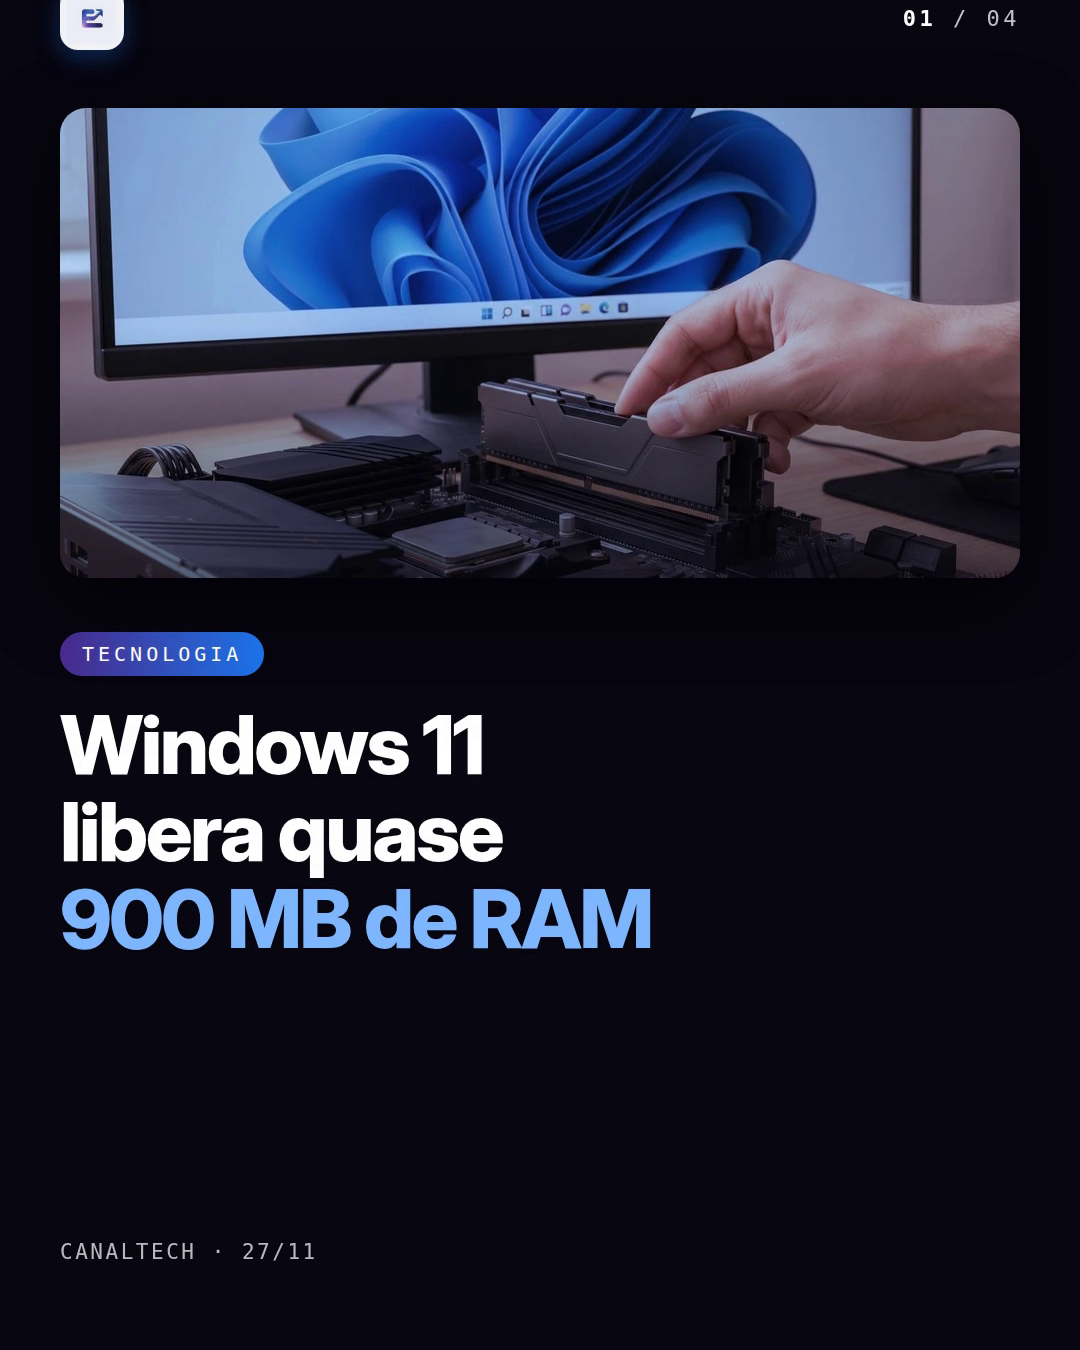 01 / 04
TECNOLOGIA
Windows 11
libera quase
900 MB de RAM
CANALTECH · 27/11